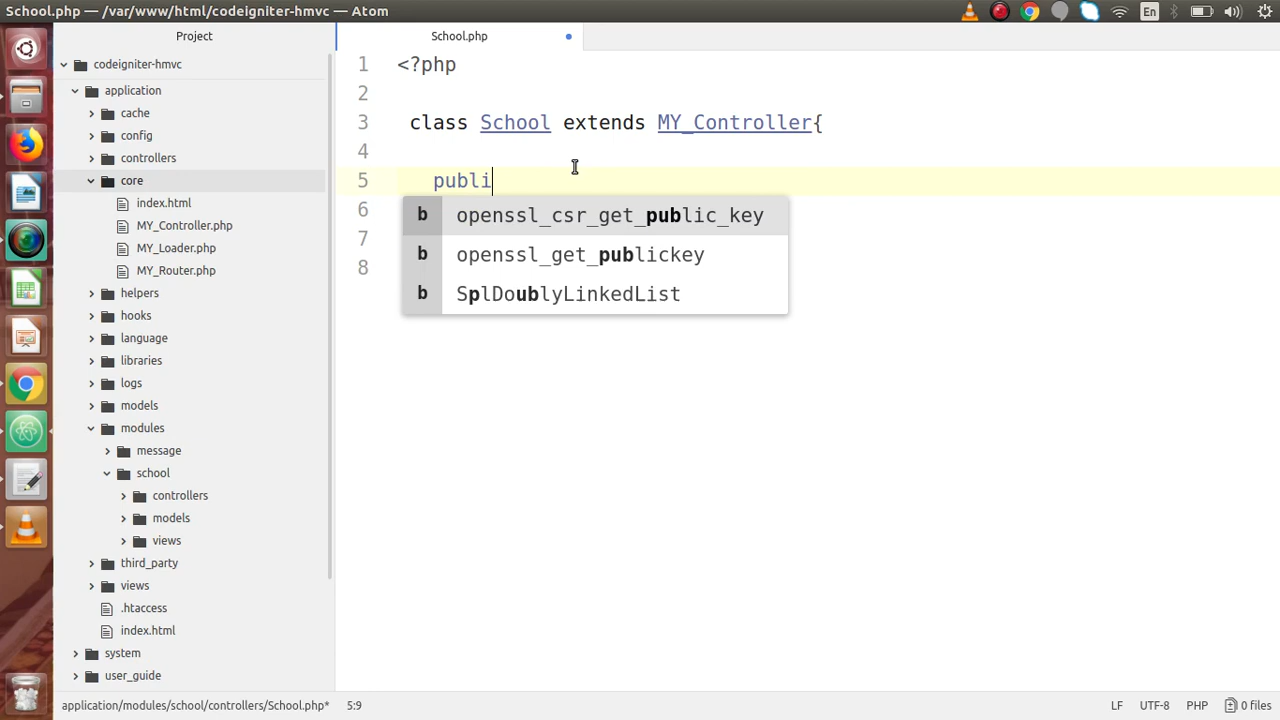 School.php — /var/www/html/codeigniter-hmvc — Atom
En
Project
School.php
codeigniter-hmvc
application
cache
config
controllers
core
index.html
MY_Controller.php
MY_Loader.php
MY_Router.php
helpers
hooks
language
libraries
logs
models
modules
message
school
controllers
models
views
third_party
views
.htaccess
index.html
system
user_guide
1 <?php
2
3 class School extends MY_Controller{
4
5 publi
6
7
8
b openssl_csr_get_public_key
b openssl_get_publickey
b SplDoublyLinkedList
application/modules/school/controllers/School.php* 5:9 LF UTF-8 PHP 0 files